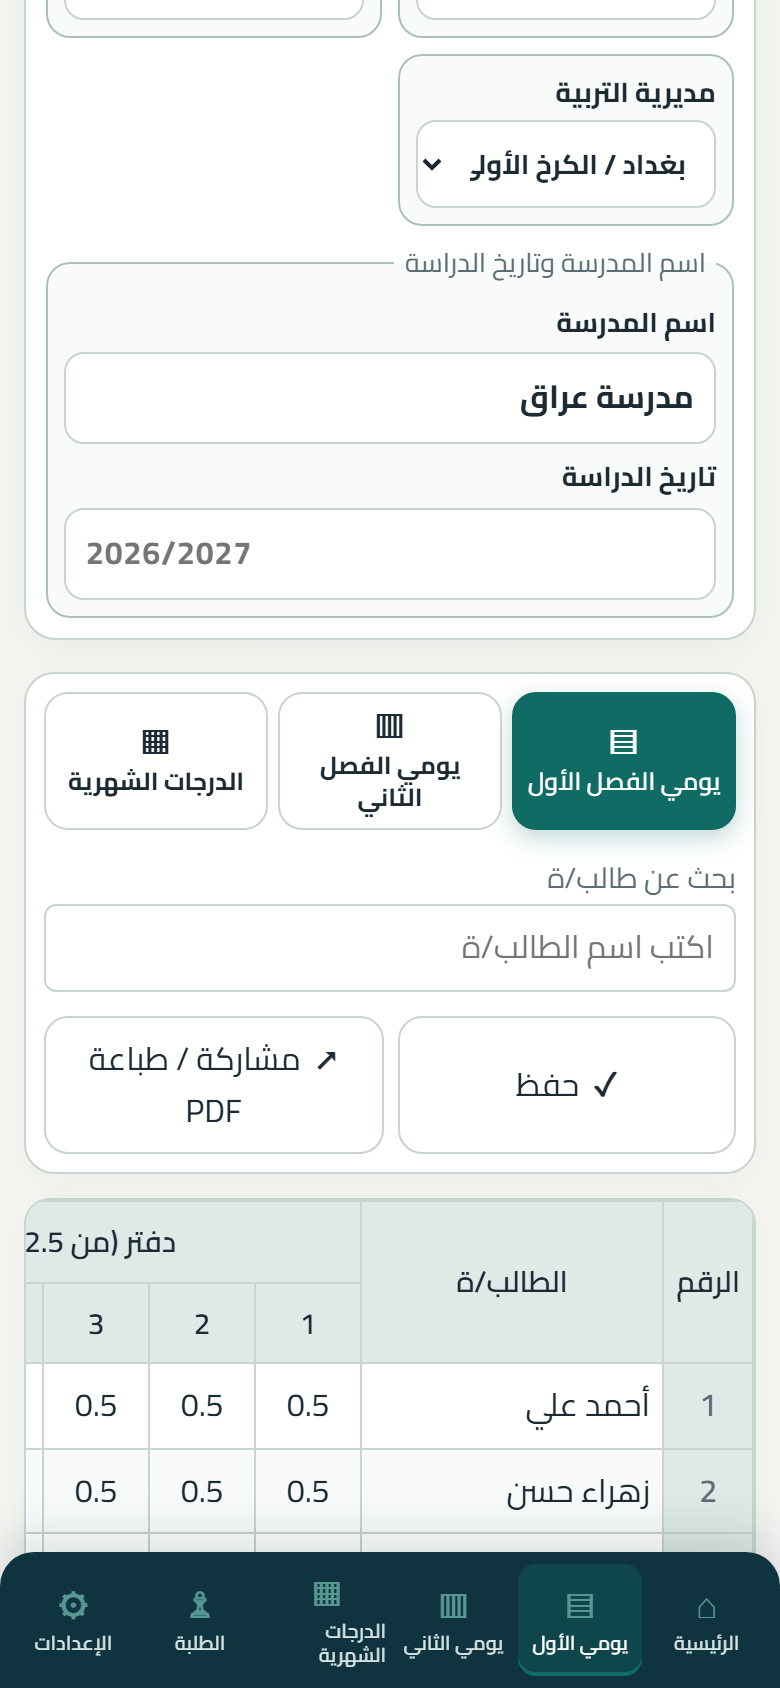 مديرية التربية
بغداد / الكرخ الأولى
اسم المدرسة وتاريخ الدراسة
اسم المدرسة
مدرسة عراق
تاريخ الدراسة
2026/2027
يومي الفصل الأول
يومي الفصل
الثاني
الدرجات الشهرية
بحث عن طالب/ة
اكتب اسم الطالب/ة
✓ حفظ
↗ مشاركة / طباعة
PDF
الرقم
الطالب/ة
دفتر (من 2.5
1 2 3
1 أحمد علي 0.5 0.5 0.5
2 زهراء حسن 0.5 0.5 0.5
الرئيسية
يومي الأول
يومي الثاني
الدرجات
الشهرية
الطلبة
الإعدادات